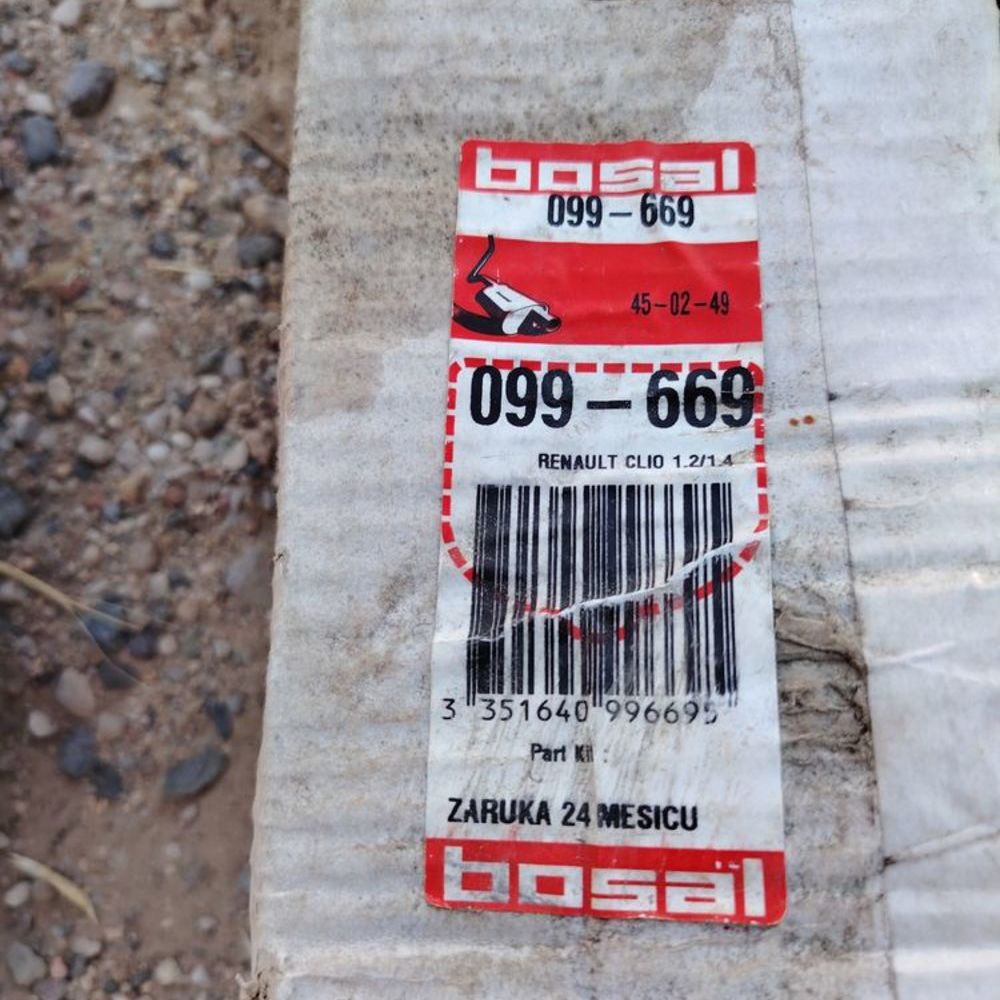 bosal
099-669
45-02-49
099-669
RENAULT CLIO 1.2/1.4
3 351640 996695
Part Kit:
ZARUKA 24 MESICU
bosal